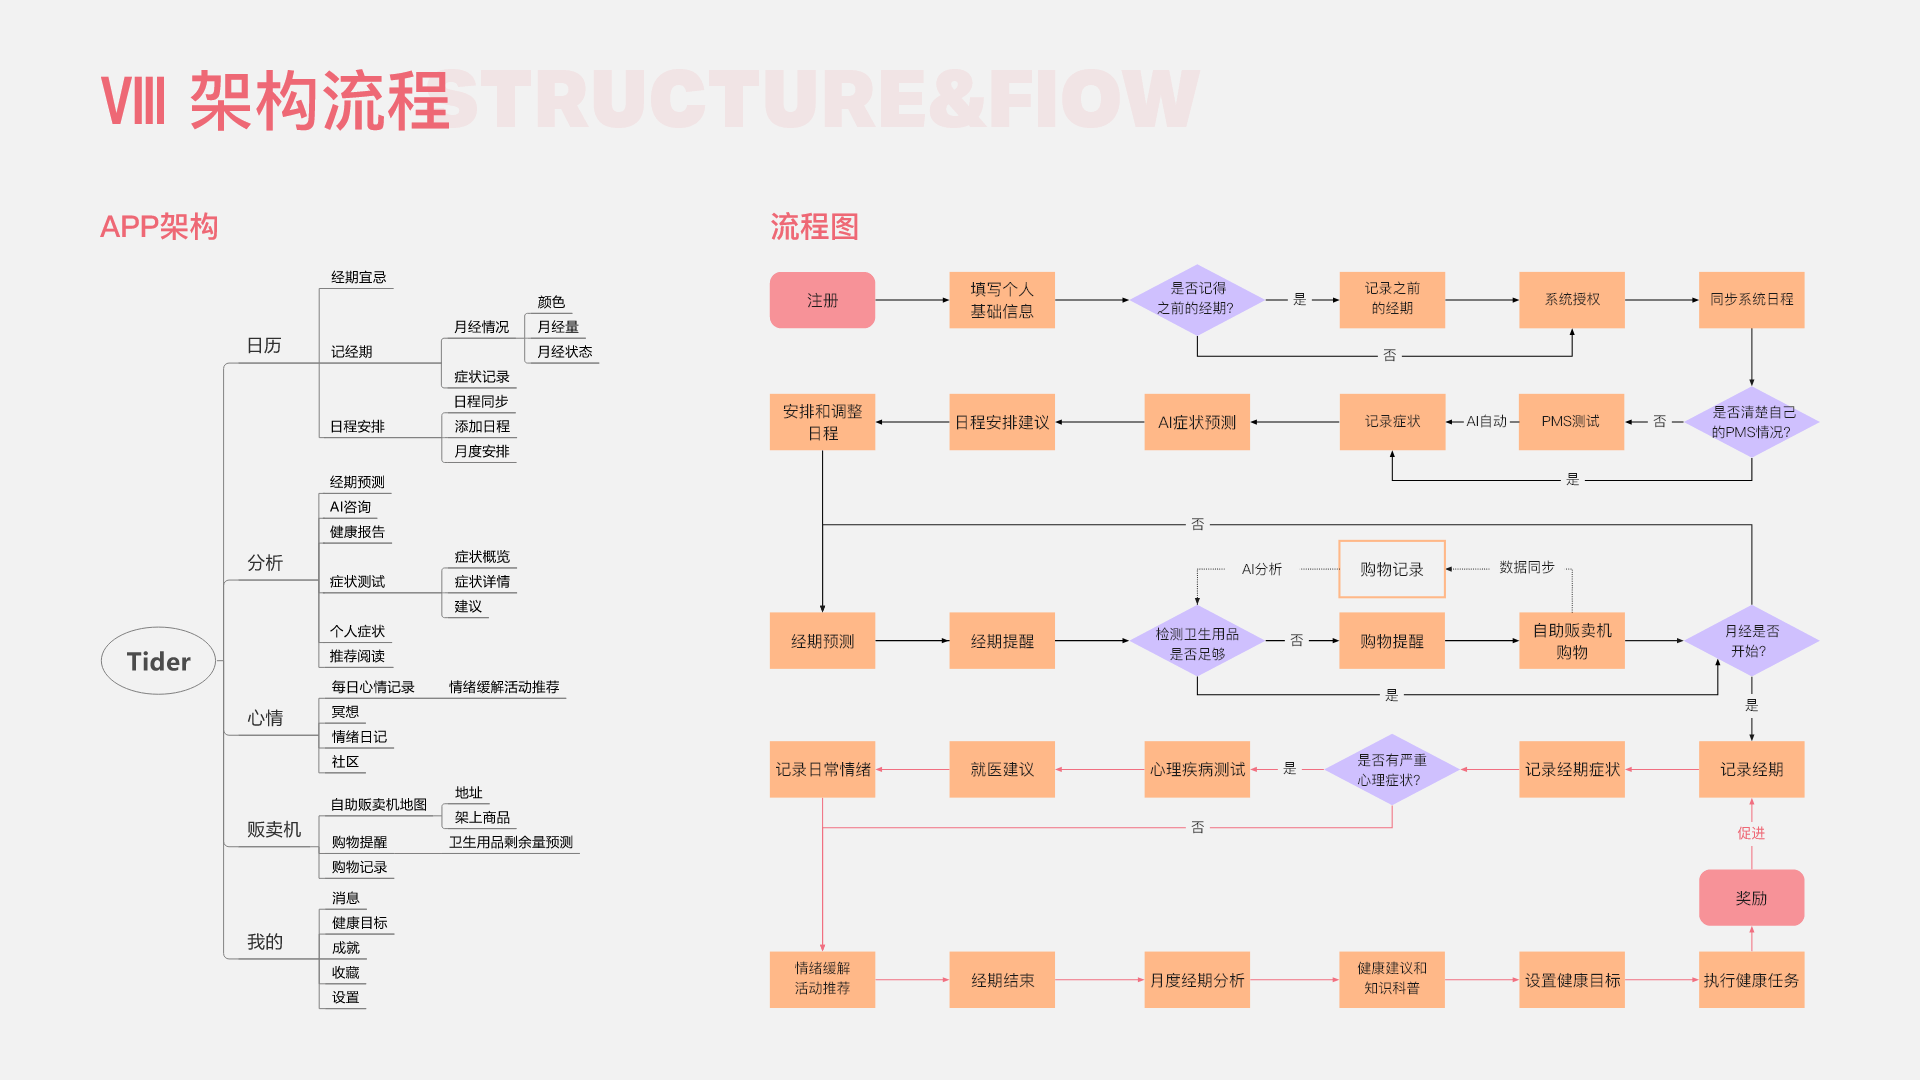 Ⅷ 架构流程
STRUCTURE&FlOW
APP架构
Tider
日历
经期宜忌
记经期
月经情况
颜色
月经量
月经状态
症状记录
日程安排
日程同步
添加日程
月度安排
分析
经期预测
AI咨询
健康报告
症状测试
症状概览
症状详情
建议
个人症状
推荐阅读
心情
每日心情记录
情绪缓解活动推荐
冥想
情绪日记
社区
贩卖机
自助贩卖机地图
地址
架上商品
购物提醒
卫生用品剩余量预测
购物记录
我的
消息
健康目标
成就
收藏
设置
流程图
注册
填写个人
基础信息
是否记得
之前的经期?
是
记录之前
的经期
系统授权
同步系统日程
否
安排和调整
日程
日程安排建议
AI症状预测
记录症状
AI自动
PMS测试
否
是否清楚自己
的PMS情况?
是
否
AI分析
购物记录
数据同步
经期预测
经期提醒
检测卫生用品
是否足够
否
购物提醒
自助贩卖机
购物
月经是否
开始?
是
是
记录日常情绪
就医建议
心理疾病测试
是
是否有严重
心理症状?
记录经期症状
记录经期
否
促进
奖励
情绪缓解
活动推荐
经期结束
月度经期分析
健康建议和
知识科普
设置健康目标
执行健康任务